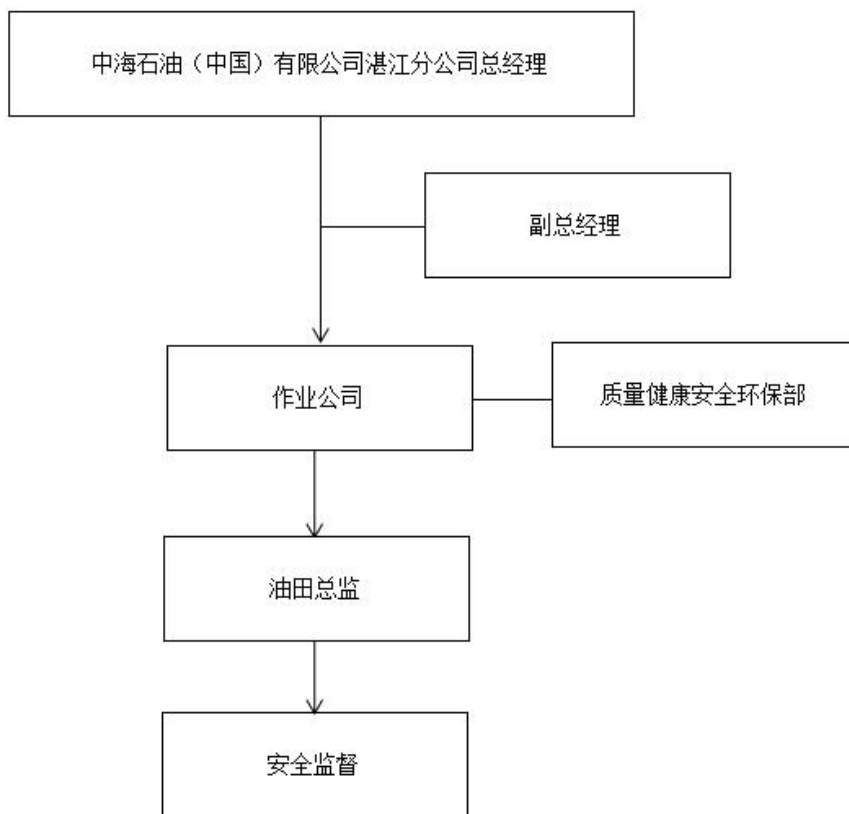 中海石油（中国）有限公司湛江分公司总经理
副总经理
作业公司
质量健康安全环保部
油田总监
安全监督